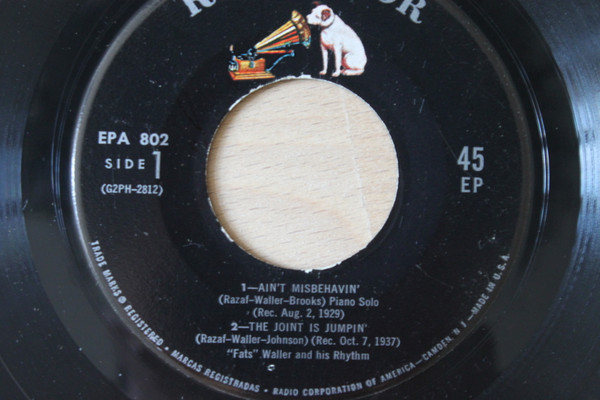 EPA 802
SIDE 1
(G2PH-2812)
45
EP
1—AIN'T MISBEHAVIN'
(Razaf-Waller-Brooks) Piano Solo
(Rec. Aug. 2, 1929)
2—THE JOINT IS JUMPIN'
(Razaf-Waller-Johnson) (Rec. Oct. 7, 1937)
"Fats" Waller and his Rhythm
TRADE MARKS ® REGISTERED • MARCAS REGISTRADAS • RADIO CORPORATION OF AMERICA—CAMDEN, N. J.—MADE IN U.S.A.